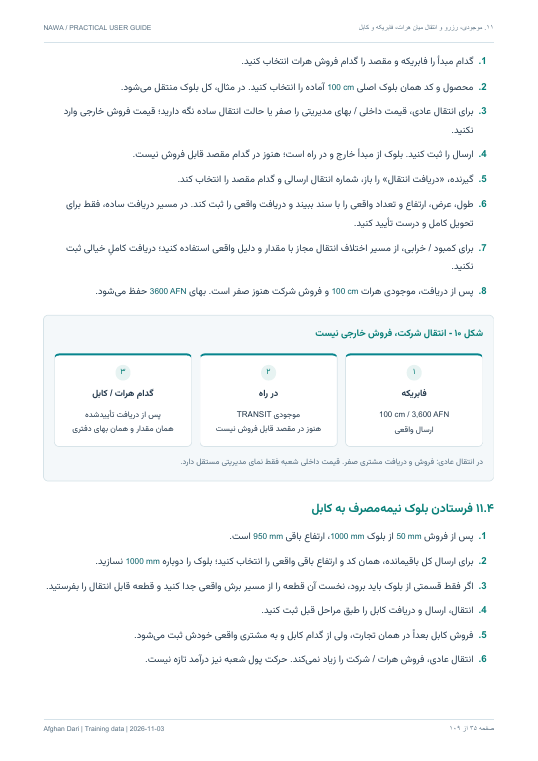 ۱۱. موجودی، رزرو و انتقال میان هرات، فابریکه و کابل
NAWA / PRACTICAL USER GUIDE
1. گدام مبدأ را فابریکه و مقصد را گدام فروش هرات انتخاب کنید.
2. محصول و کد همان بلوک اصلی 100 cm آماده را انتخاب کنید. در مثال، کل بلوک منتقل می‌شود.
3. برای انتقال عادی، قیمت داخلی / بهای مدیریتی را صفر یا حالت انتقال ساده نگه دارید؛ قیمت فروش خارجی وارد
نکنید.
4. ارسال را ثبت کنید. بلوک از مبدأ خارج و در راه است؛ هنوز در گدام مقصد قابل فروش نیست.
5. گیرنده، «دریافت انتقال» را باز، شماره انتقال ارسالی و گدام مقصد را انتخاب کند.
6. طول، عرض، ارتفاع و تعداد واقعی را با سند ببیند و دریافت واقعی را ثبت کند. در مسیر دریافت ساده، فقط برای
تحویل کامل و درست تأیید کنید.
7. برای کمبود / خرابی، از مسیر اختلاف انتقال مجاز با مقدار و دلیل واقعی استفاده کنید؛ دریافت کاملِ خیالی ثبت
نکنید.
8. پس از دریافت، موجودی هرات 100 cm و فروش شرکت هنوز صفر است. بهای 3600 AFN حفظ می‌شود.
شکل ۱۰ - انتقال شرکت، فروش خارجی نیست
۱
فابریکه
100 cm / 3,600 AFN
ارسال واقعی
۲
در راه
موجودی TRANSIT
هنوز در مقصد قابل فروش نیست
۳
گدام هرات / کابل
پس از دریافت تأییدشده
همان مقدار و همان بهای دفتری
در انتقال عادی: فروش و دریافت مشتری صفر. قیمت داخلی شعبه فقط نمای مدیریتی مستقل دارد.
۱۱.۴ فرستادن بلوک نیمه‌مصرف به کابل
1. پس از فروش 50 mm از بلوک 1000 mm، ارتفاع باقی 950 mm است.
2. برای ارسال کل باقیمانده، همان کد و ارتفاع باقی واقعی را انتخاب کنید؛ بلوک را دوباره 1000 mm نسازید.
3. اگر فقط قسمتی از بلوک باید برود، نخست آن قطعه را از مسیر برش واقعی جدا کنید و قطعه قابل انتقال را بفرستید.
4. انتقال، ارسال و دریافت کابل را طبق مراحل قبل ثبت کنید.
5. فروش کابل بعداً در همان تجارت، ولی از گدام کابل و به مشتری واقعی خودش ثبت می‌شود.
6. انتقال عادی، فروش هرات / شرکت را زیاد نمی‌کند. حرکت پول شعبه نیز درآمد تازه نیست.
صفحه ۳۵ از ۱۰۹
Afghan Dari | Training data | 2026-11-03